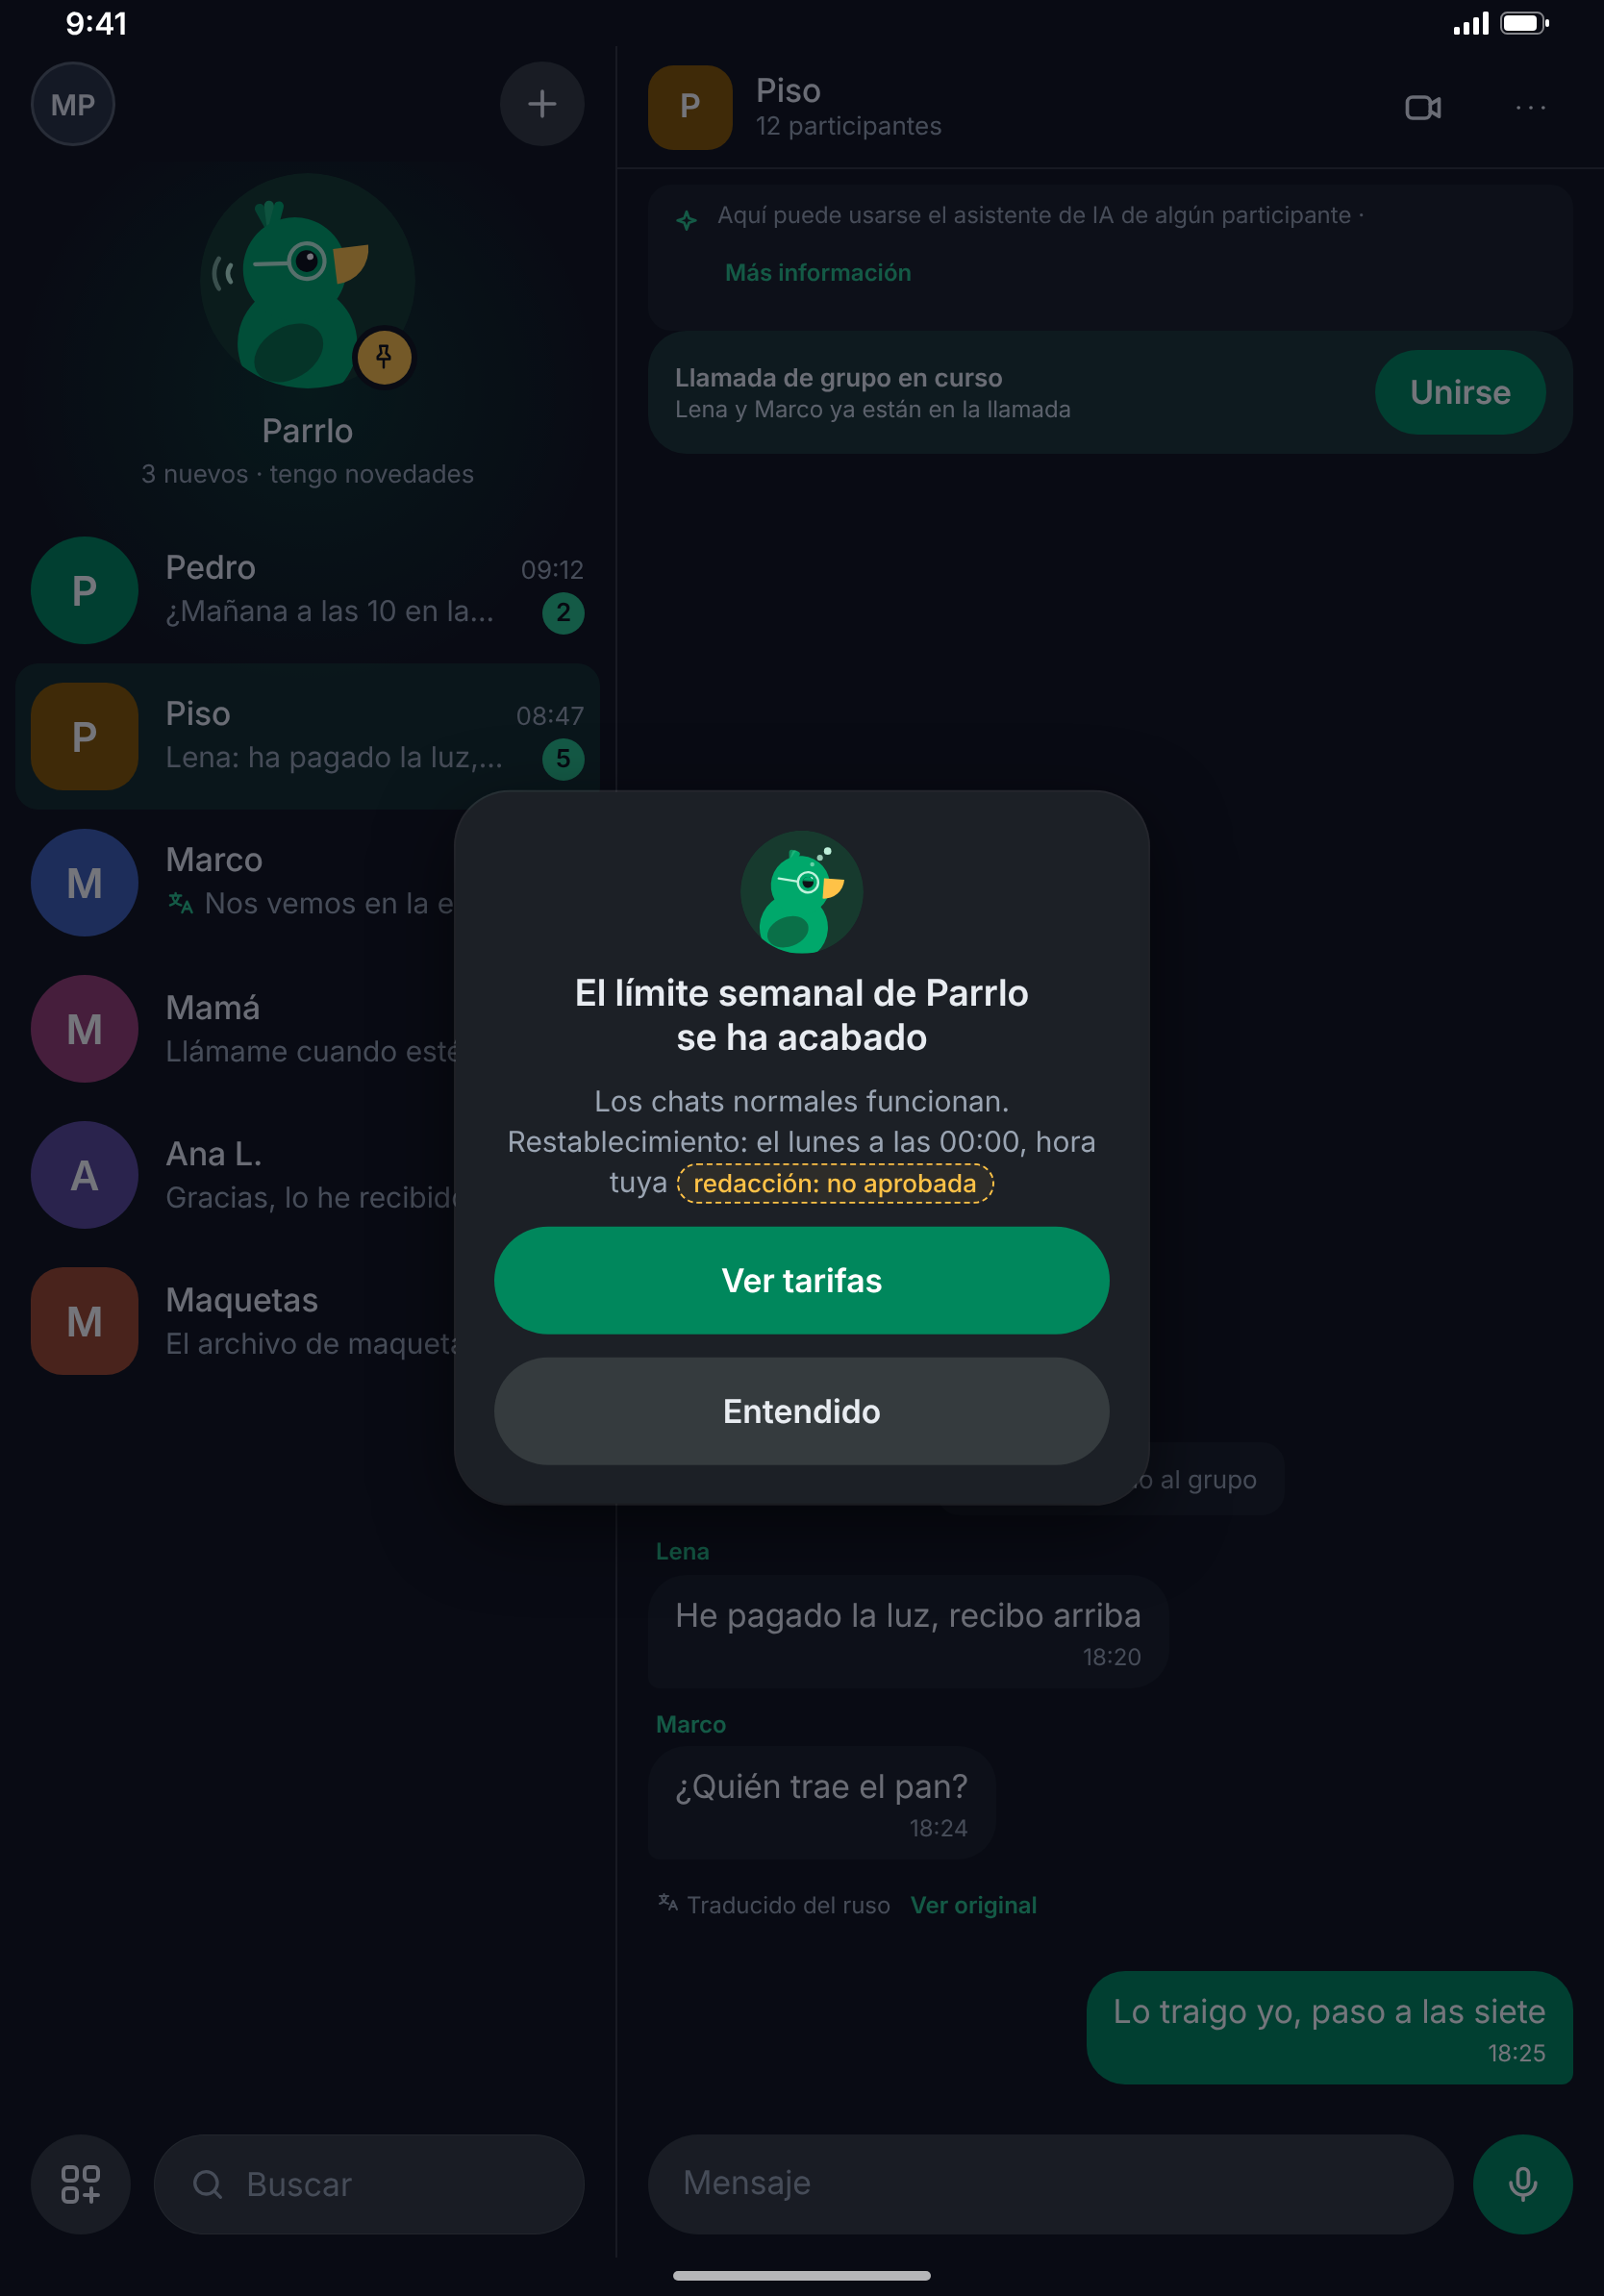 9:41
MP
Parrlo
3 nuevos · tengo novedades
P
Pedro
09:12
¿Mañana a las 10 en la...
2
P
Piso
08:47
Lena: ha pagado la luz,...
5
M
Marco
Nos vemos en la e
M
Mamá
Llámame cuando esté
A
Ana L.
Gracias, lo he recibido
M
Maquetas
El archivo de maqueta
Buscar
P
Piso
12 participantes
Aquí puede usarse el asistente de IA de algún participante ·
Más información
Llamada de grupo en curso
Lena y Marco ya están en la llamada
Unirse
El límite semanal de Parrlo
se ha acabado
Los chats normales funcionan.
Restablecimiento: el lunes a las 00:00, hora
tuya redacción: no aprobada
Ver tarifas
Entendido
al grupo
Lena
He pagado la luz, recibo arriba
18:20
Marco
¿Quién trae el pan?
18:24
Traducido del ruso Ver original
Lo traigo yo, paso a las siete
18:25
Mensaje